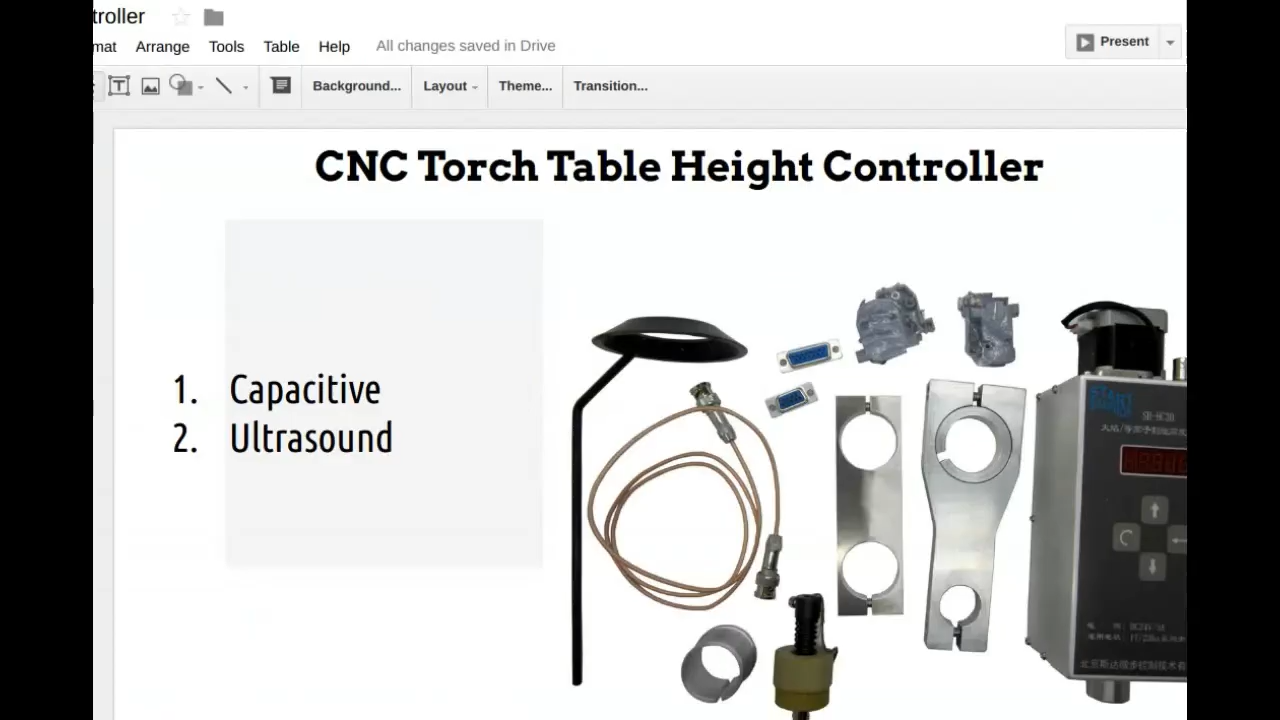 troller
mat Arrange Tools Table Help All changes saved in Drive
Present
Background... Layout Theme... Transition...
CNC Torch Table Height Controller
1. Capacitive
2. Ultrasound
START